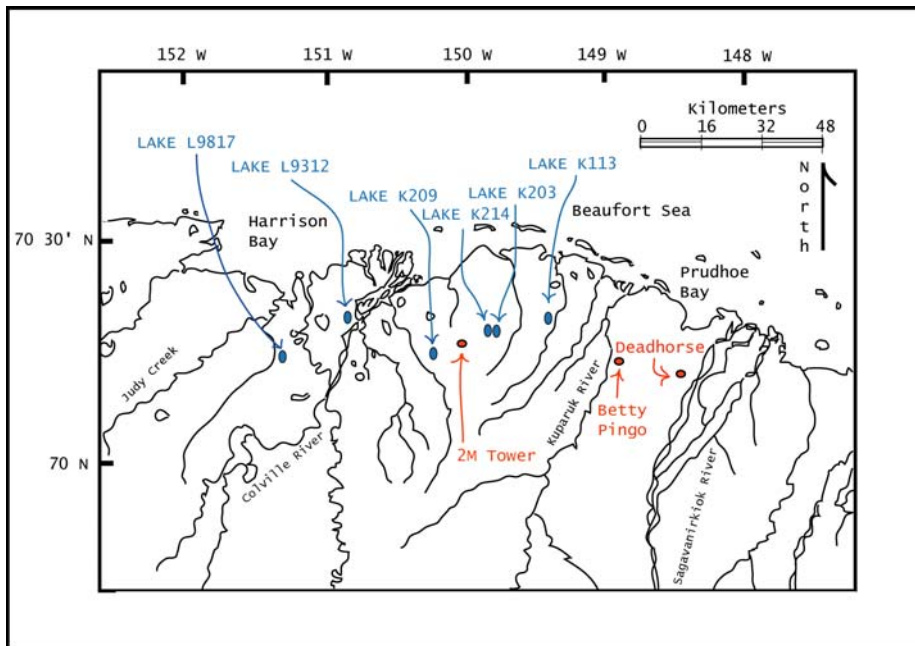 152 W 151 W 150 W 149 W 148 W
Kilometers
0 16 32 48
LAKE L9817
LAKE L9312
LAKE K113
LAKE K209
LAKE K203
LAKE K214
North
Harrison
Bay
Beaufort Sea
70 30' N
Prudhoe
Bay
Judy Creek
Deadhorse
Kuparuk River
Betty
Pingo
2M Tower
70 N
Colville River
Sagavanirkiok River